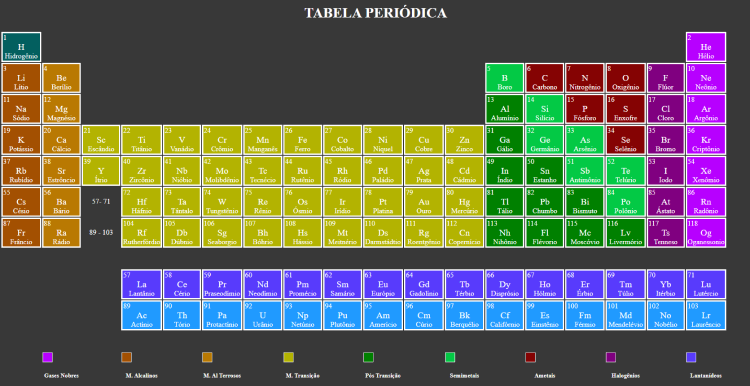 TABELA PERIÓDICA
1 2
H He
Hidrogênio Hélio
3 4 5 6 7 8 9 10
Li Be B C N O F Ne
Lítio Berílio Boro Carbono Nitrogênio Oxigênio Flúor Neônio
11 12 13 14 15 16 17 18
Na Mg Al Si P S Cl Ar
Sódio Magnésio Alumínio Silício Fósforo Enxofre Cloro Argônio
19 20 21 22 23 24 25 26 27 28 29 30 31 32 33 34 35 36
K Ca Sc Ti V Cr Mn Fe Co Ni Cu Zn Ga Ge As Se Br Kr
Potássio Cálcio Escândio Titânio Vanádio Crômio Manganês Ferro Cobalto Níquel Cobre Zinco Gálio Germânio Arsênio Selênio Bromo Kriptônio
37 38 39 40 41 42 43 44 45 46 47 48 49 50 51 52 53 54
Rb Sr Y Zr Nb Mo Tc Ru Rh Pd Ag Cd In Sn Sb Te I Xe
Rubídio Estrôncio Ítrio Zircônio Nióbio Molibdênio Tecnécio Rutênio Ródio Paládio Prata Cádmio Índio Estanho Antimônio Telúrio Iodo Xenônio
55 56 72 73 74 75 76 77 78 79 80 81 82 83 84 85 86
Cs Ba 57- 71 Hf Ta W Re Os Ir Pt Au Hg Tl Pb Bi Po At Rn
Césio Bário Háfnio Tântalo Tungstênio Rênio Ósmio Irídio Platina Ouro Mercúrio Tálio Chumbo Bismuto Polônio Astato Radônio
87 88 104 105 106 107 108 109 110 111 112 113 114 115 116 117 118
Fr Ra 89 - 103 Rf Db Sg Bh Hs Mt Ds Rg Cn Nh Fl Mc Lv Ts Og
Frâncio Rádio Rutherfórdio Dúbnio Seaborgio Bóhrio Hássio Meitnério Darmstádtio Roentgênio Copernício Nihônio Fleróvio Moscóvio Livermório Tennesso Oganessonio
57 58 59 60 61 62 63 64 65 66 67 68 69 70 71
La Ce Pr Nd Pm Sm Eu Gd Tb Dy Ho Er Tm Yb Lu
Lantânio Cério Praseodímio Neodímio Promécio Samário Európio Gadolínio Térbio Disprósio Hólmio Érbio Túlio Itérbio Lutércio
89 90 91 92 93 94 95 96 97 98 99 100 101 102 103
Ac Th Pa U Np Pu Am Cm Bk Cf Es Fm Md No Lr
Actínio Tório Protactínio Urânio Netúnio Plutônio Amerício Cúrio Berquélio Califórnio Einstênio Férmio Mendelévio Nobélio Laurêncio
Gases Nobres M. Alcalinos M. Al Terrosos M. Transição Pós Transição Semimetais Ametais Halogênios Lantanídeos